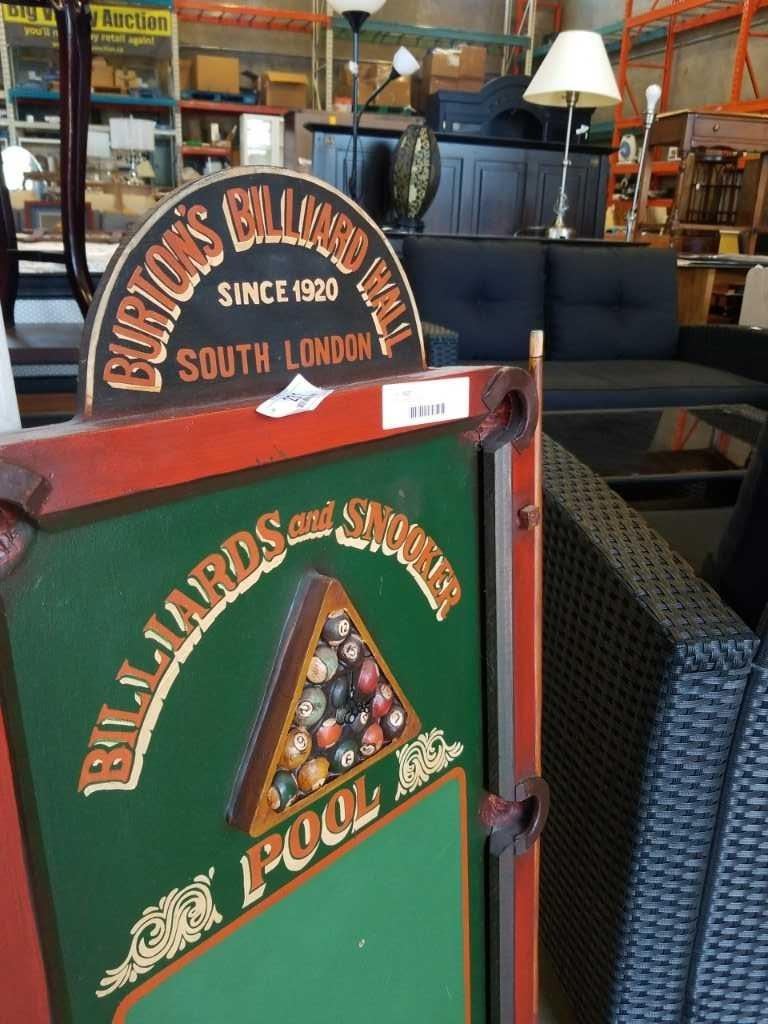 Big Valley Auction
BURTON'S BILLIARD HALL
SINCE 1920
SOUTH LONDON
BILLIARDS and SNOOKER
POOL